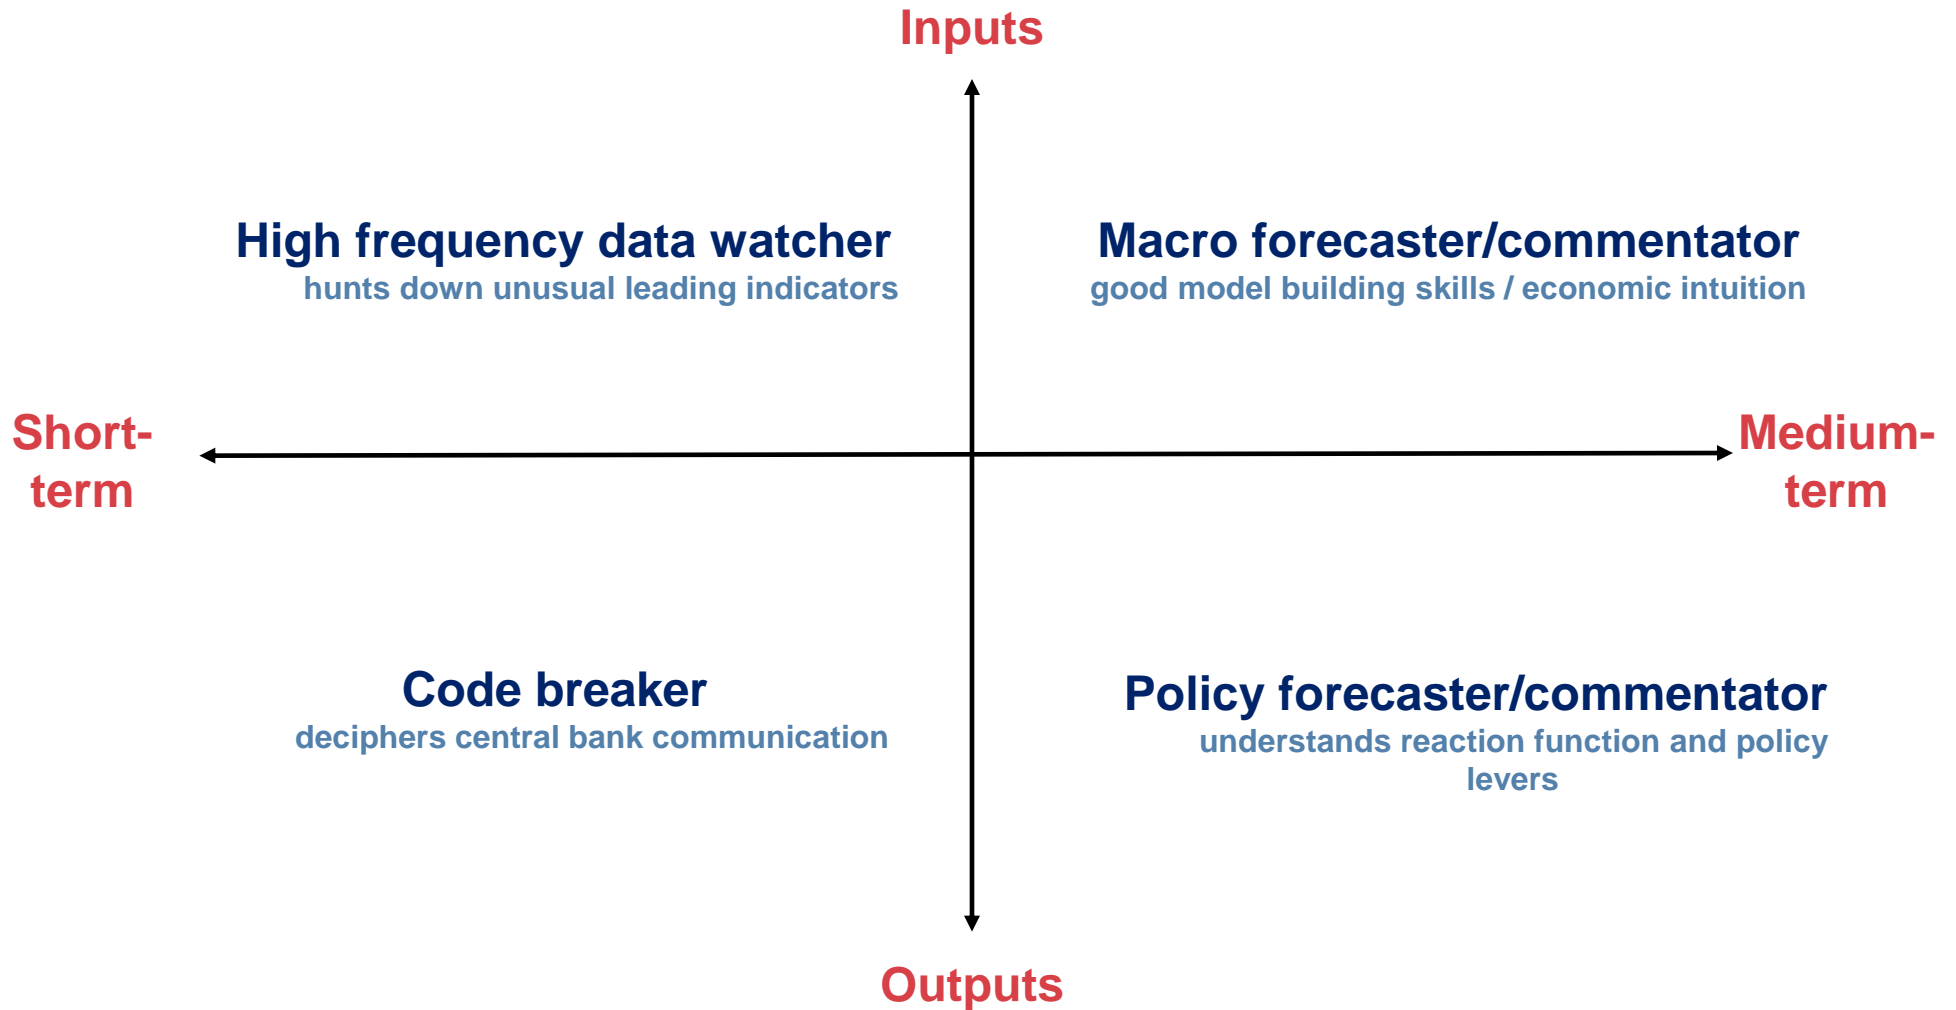 Inputs
High frequency data watcher
hunts down unusual leading indicators
Macro forecaster/commentator
good model building skills / economic intuition
Short-
term
Medium-
term
Code breaker
deciphers central bank communication
Policy forecaster/commentator
understands reaction function and policy
levers
Outputs